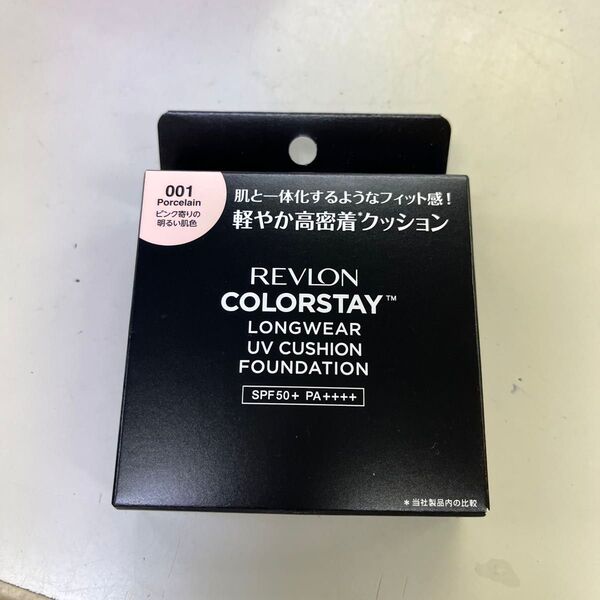 001
Porcelain
ピンク寄りの
明るい肌色
肌と一体化するようなフィット感!
軽やか高密着*クッション
REVLON
COLORSTAY™
LONGWEAR
UV CUSHION
FOUNDATION
SPF50+ PA++++
*当社製品内の比較